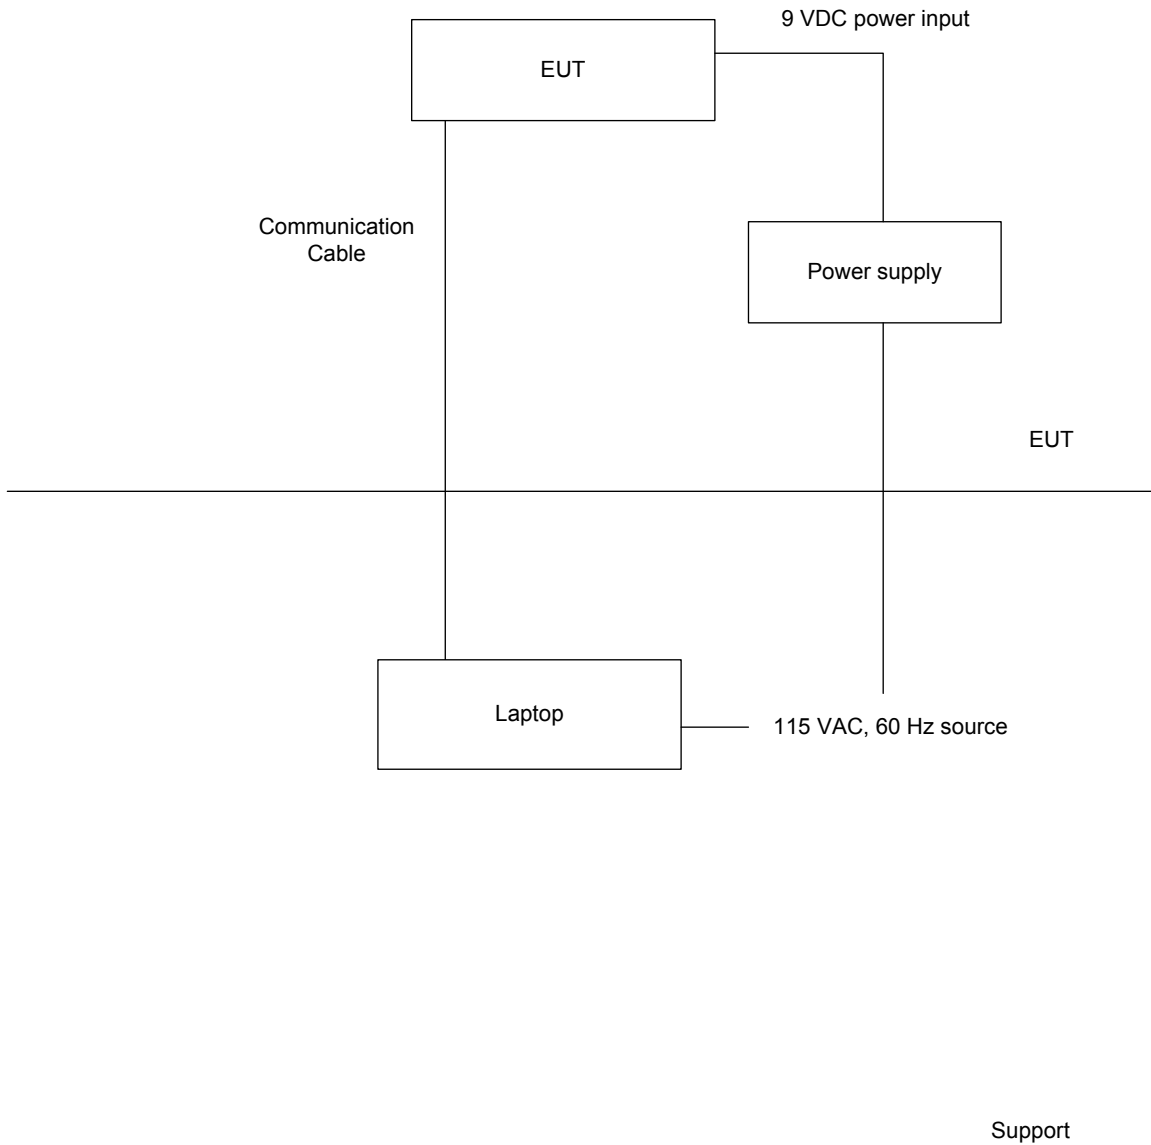 9 VDC power input
EUT
Communication
Cable
Power supply
EUT
Laptop
115 VAC, 60 Hz source
Support